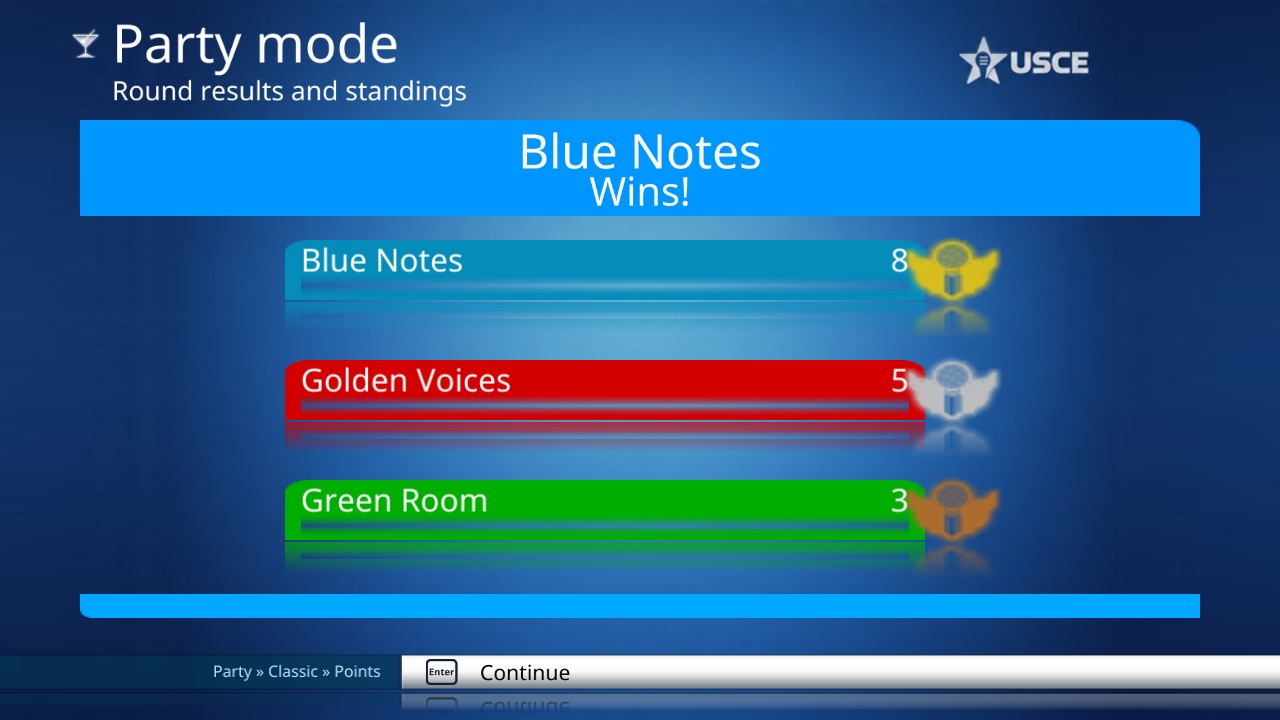 Party mode
Round results and standings
USCE
Blue Notes
Wins!
Blue Notes 8
Golden Voices 5
Green Room 3
Party » Classic » Points
Enter Continue